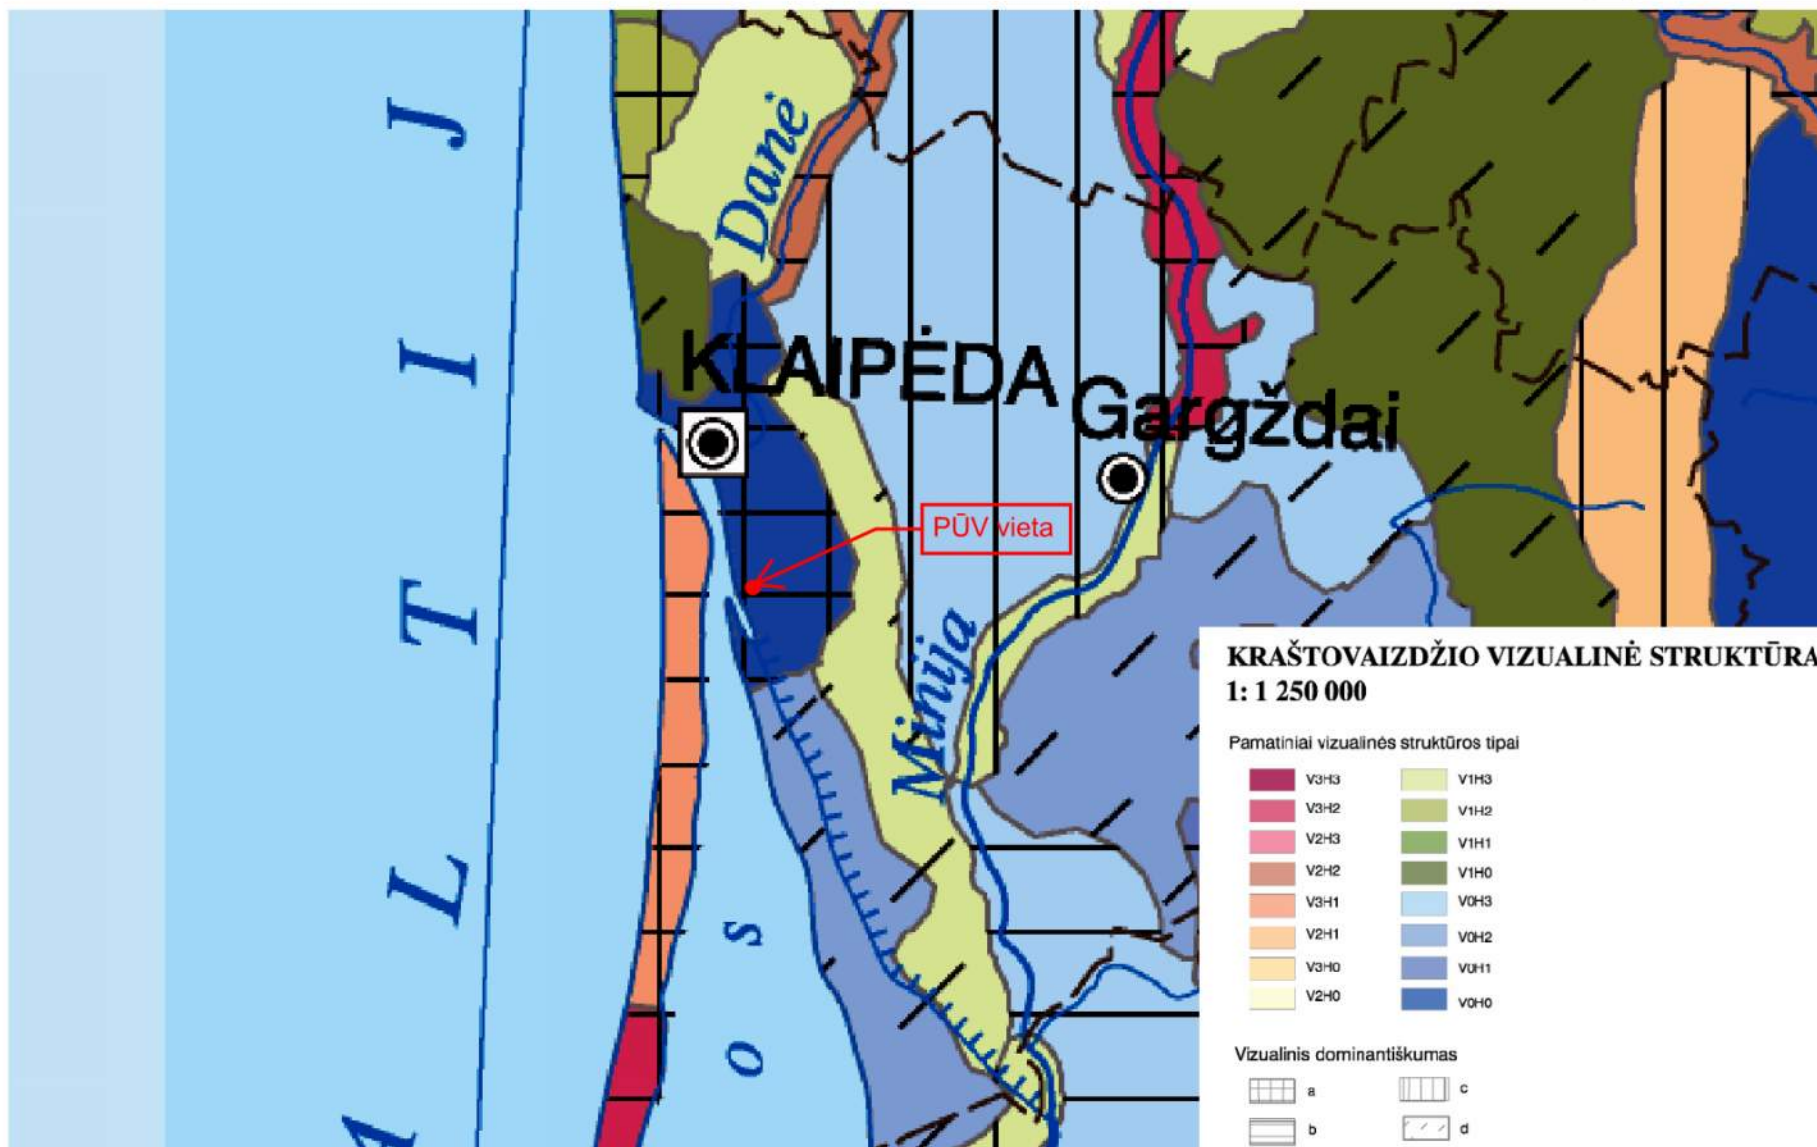 J
I
T
L
A
Danė
KLAIPĖDA
Gargždai
PŪV vieta
Minija
s
o
KRAŠTOVAIZDŽIO VIZUALINĖ STRUKTŪRA
1: 1 250 000
Pamatiniai vizualinės struktūros tipai
V3H3 V1H3
V3H2 V1H2
V2H3 V1H1
V2H2 V1H0
V3H1 V0H3
V2H1 V0H2
V3H0 V0H1
V2H0 V0H0
Vizualinis dominantiškumas
a c
b d